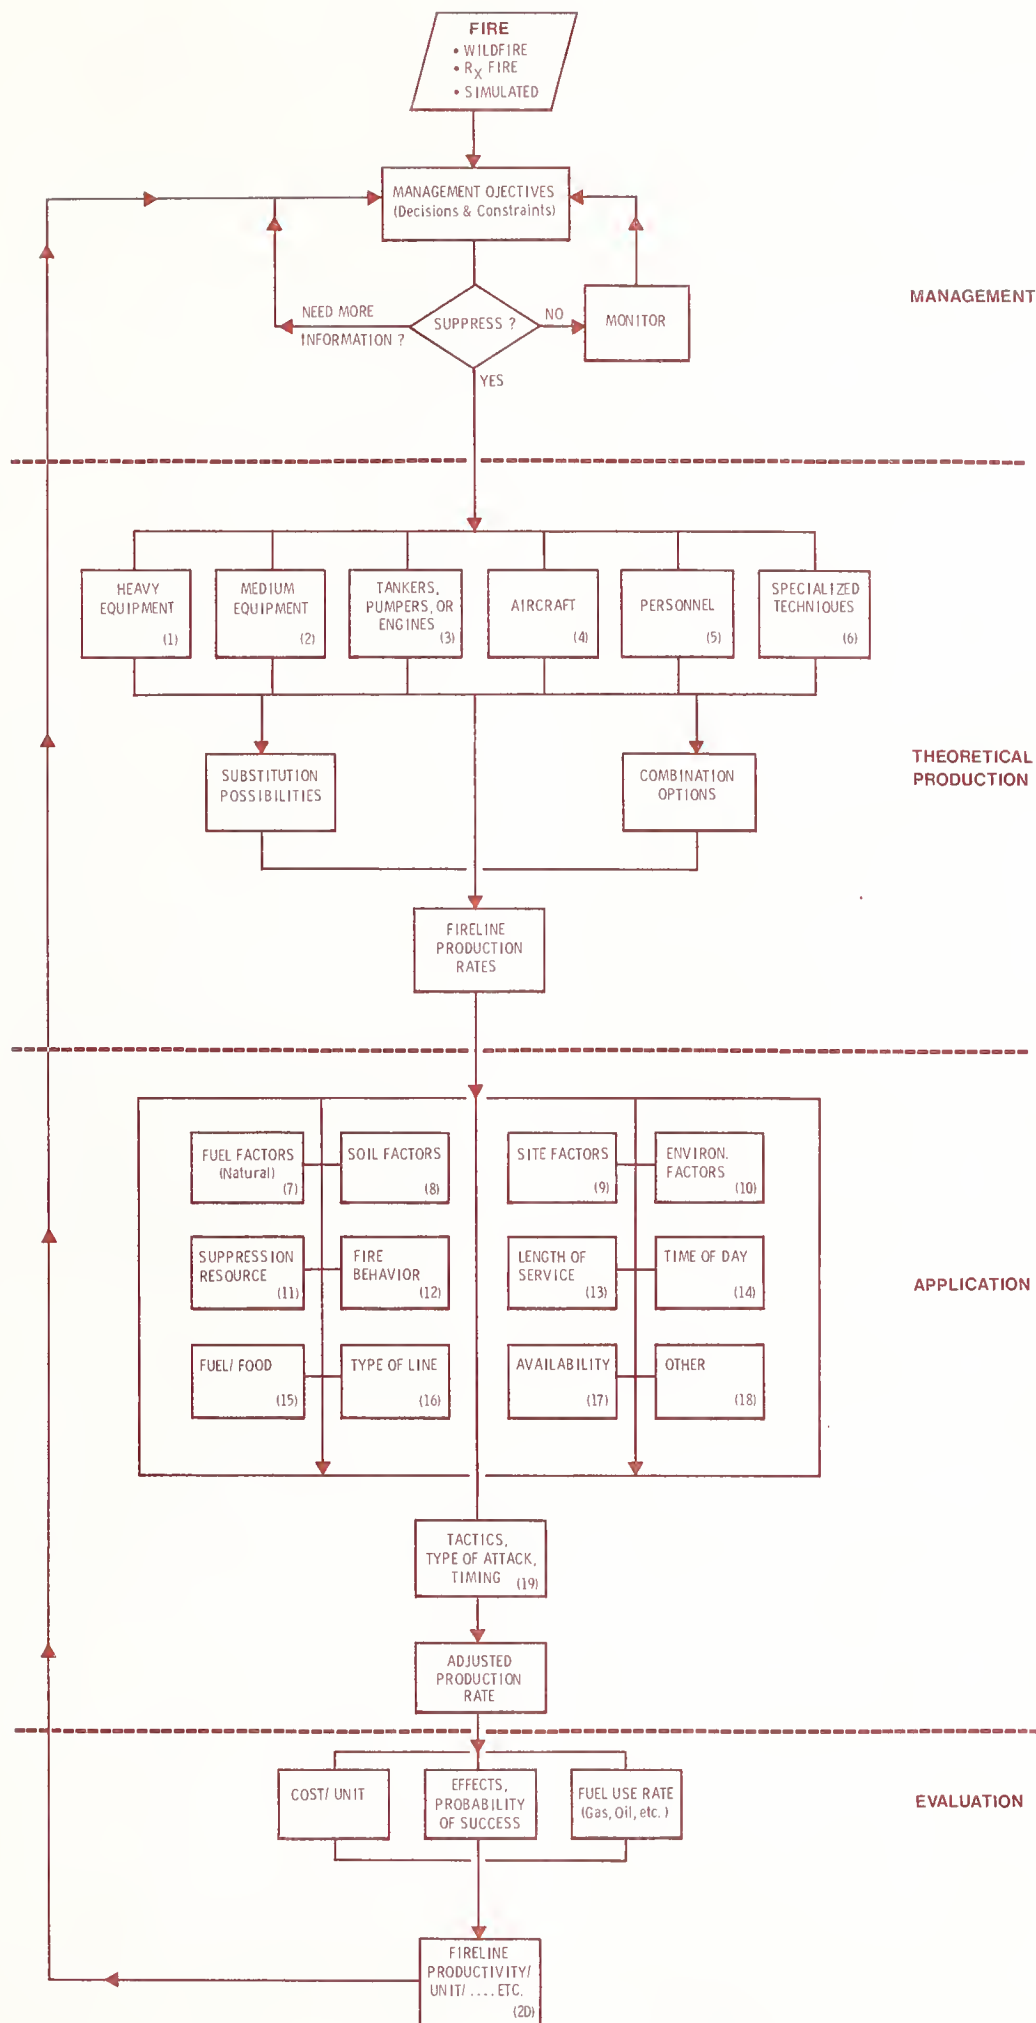 FIRE
• WILDFIRE
• RX FIRE
• SIMULATED
MANAGEMENT OJECTIVES
(Decisions & Constraints)
MANAGEMENT
NEED MORE
INFORMATION ?
SUPPRESS ?
NO
MONITOR
YES
HEAVY
EQUIPMENT
(1)
MEDIUM
EQUIPMENT
(2)
TANKERS,
PUMPERS, OR
ENGINES
(3)
AIRCRAFT
(4)
PERSONNEL
(5)
SPECIALIZED
TECHNIQUES
(6)
SUBSTITUTION
POSSIBILITIES
COMBINATION
OPTIONS
THEORETICAL
PRODUCTION
FIRELINE
PRODUCTION
RATES
FUEL FACTORS
(Natural)
(7)
SOIL FACTORS
(8)
SITE FACTORS
(9)
ENVIRON.
FACTORS
(10)
SUPPRESSION
RESOURCE
(11)
FIRE
BEHAVIOR
(12)
LENGTH OF
SERVICE
(13)
TIME OF DAY
(14)
APPLICATION
FUEL/ FOOD
(15)
TYPE OF LINE
(16)
AVAILABILITY
(17)
OTHER
(18)
TACTICS,
TYPE OF ATTACK,
TIMING
(19)
ADJUSTED
PRODUCTION
RATE
COST/ UNIT
EFFECTS,
PROBABILITY
OF SUCCESS
FUEL USE RATE
(Gas, Oil, etc.)
EVALUATION
FIRELINE
PRODUCTIVITY/
UNIT/ .... ETC.
(2D)